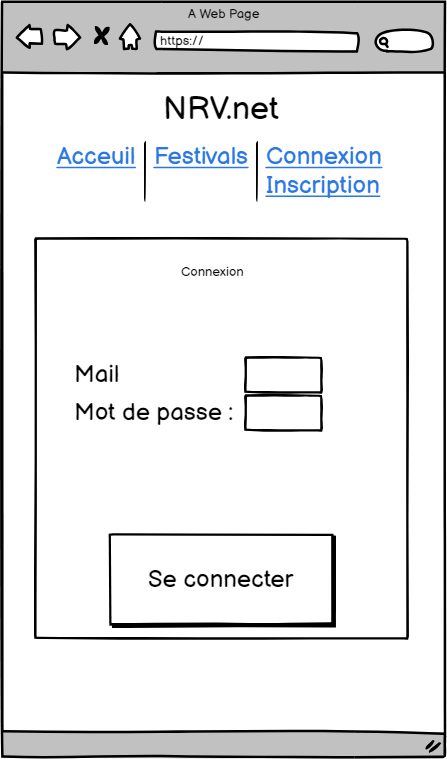 A Web Page
https://
NRV.net
Acceuil Festivals Connexion
Inscription
Connexion
Mail
Mot de passe :
Se connecter